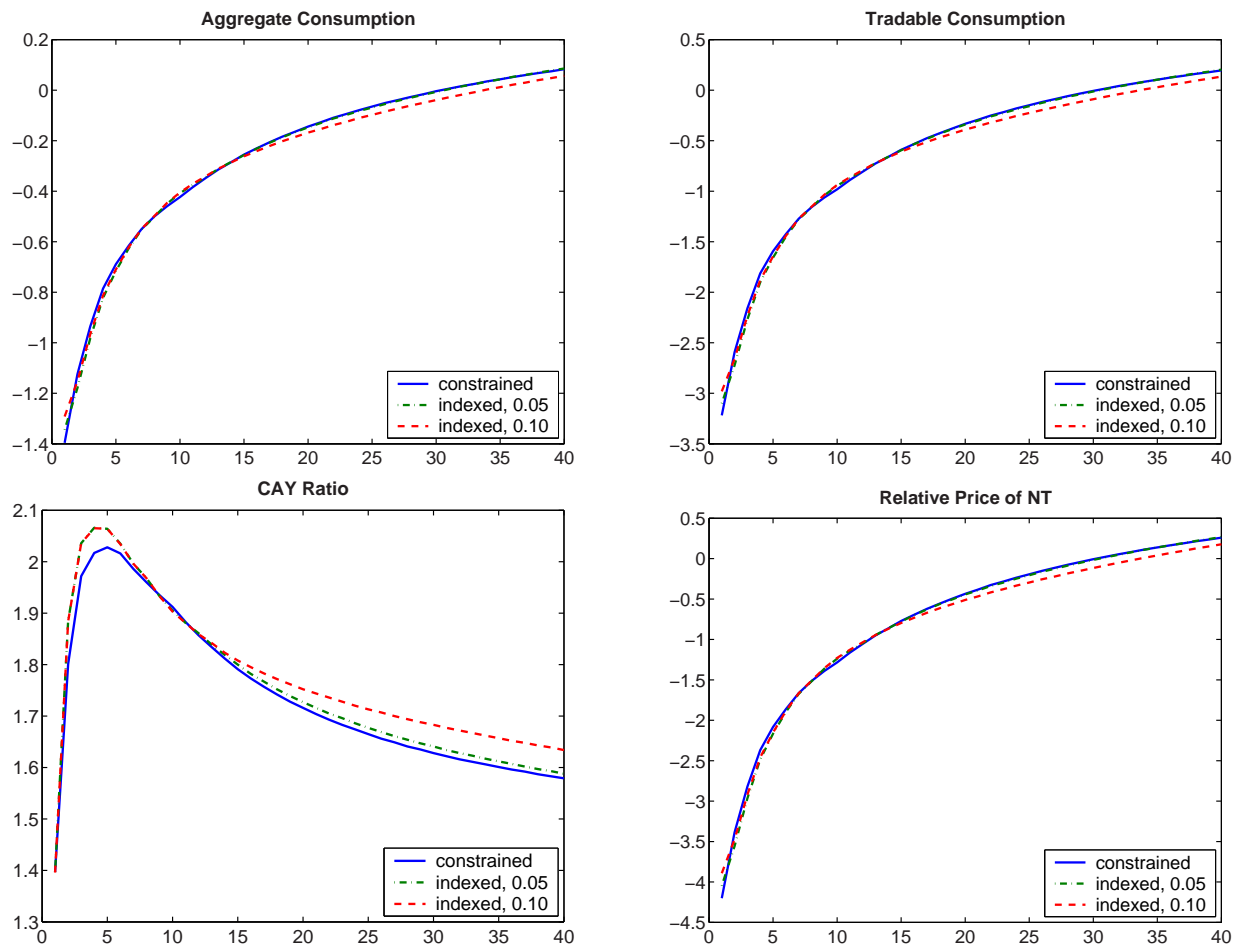 Aggregate Consumption
0.2
0
−0.2
−0.4
−0.6
−0.8
−1
−1.2
−1.4
0 5 10 15 20 25 30 35 40
constrained
indexed, 0.05
indexed, 0.10
Tradable Consumption
0.5
0
−0.5
−1
−1.5
−2
−2.5
−3
−3.5
0 5 10 15 20 25 30 35 40
constrained
indexed, 0.05
indexed, 0.10
CAY Ratio
2.1
2
1.9
1.8
1.7
1.6
1.5
1.4
1.3
0 5 10 15 20 25 30 35 40
constrained
indexed, 0.05
indexed, 0.10
Relative Price of NT
0.5
0
−0.5
−1
−1.5
−2
−2.5
−3
−3.5
−4
−4.5
0 5 10 15 20 25 30 35 40
constrained
indexed, 0.05
indexed, 0.10